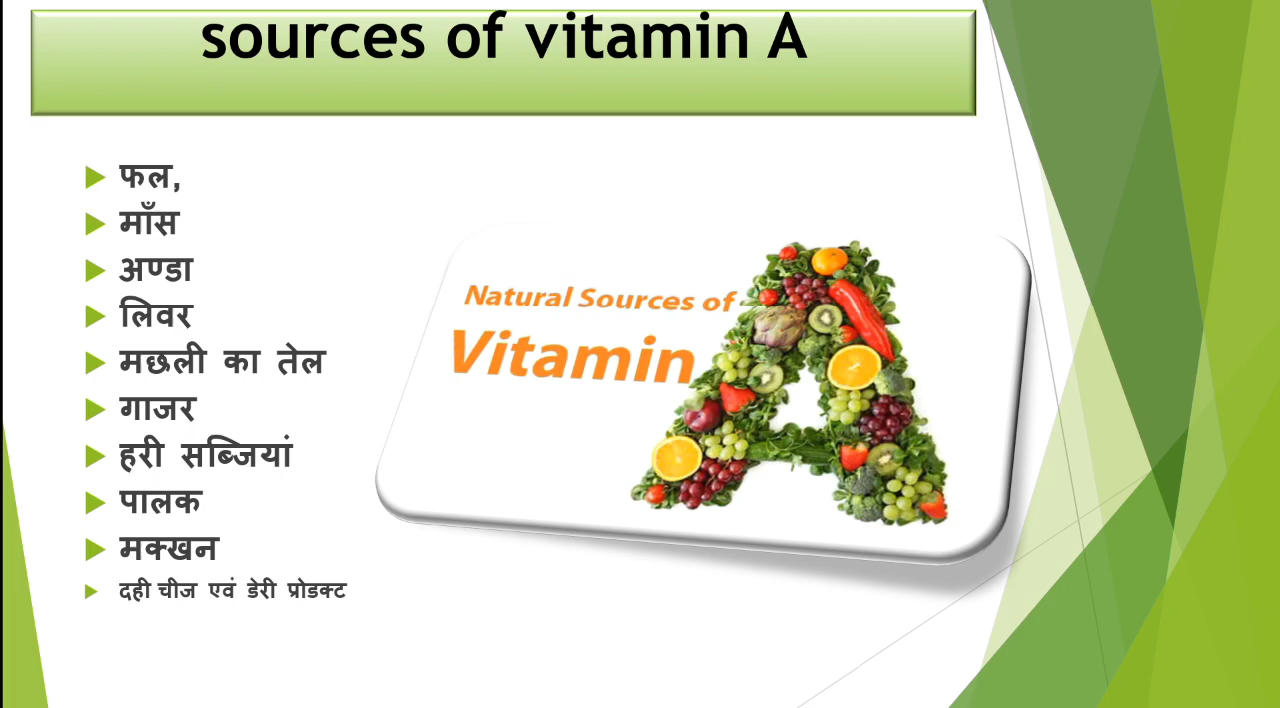 sources of vitamin A
फल,
माँस
अण्डा
लिवर
मछली का तेल
गाजर
हरी सब्जियां
पालक
मक्खन
दही चीज एवं डेरी प्रोडक्ट
Natural Sources of
Vitamin